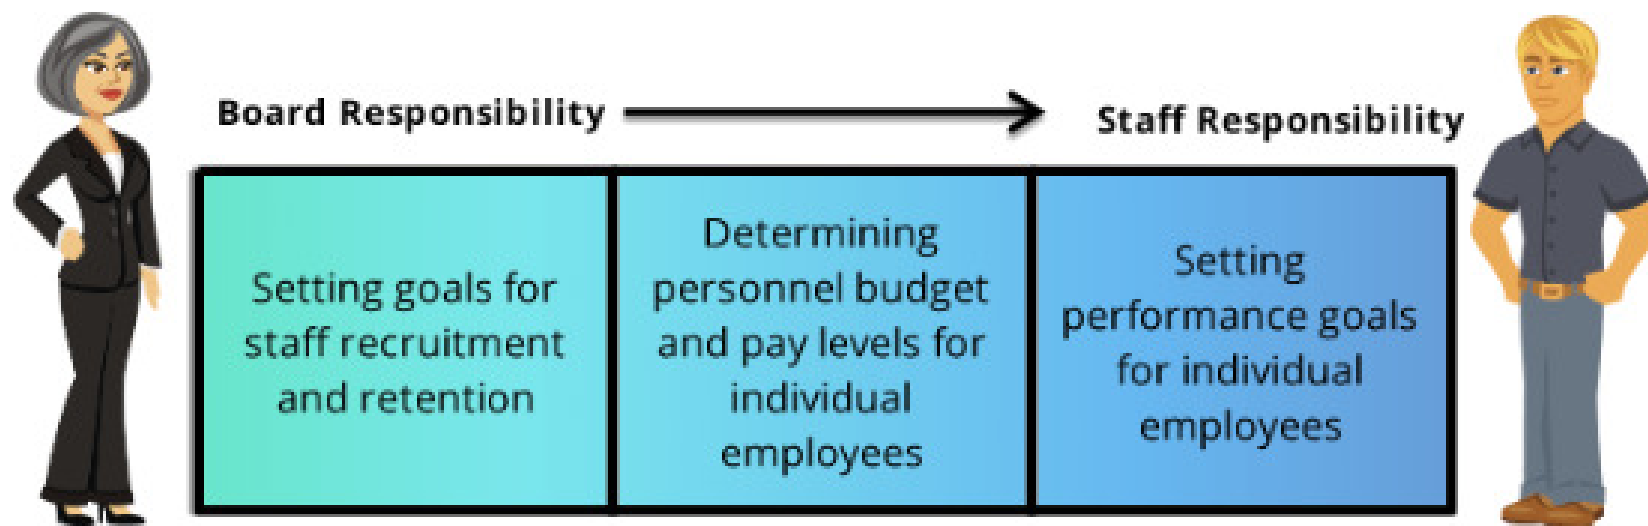 Board Responsibility
Staff Responsibility
Setting goals for
staff recruitment
and retention
Determining
personnel budget
and pay levels for
individual
employees
Setting
performance goals
for individual
employees